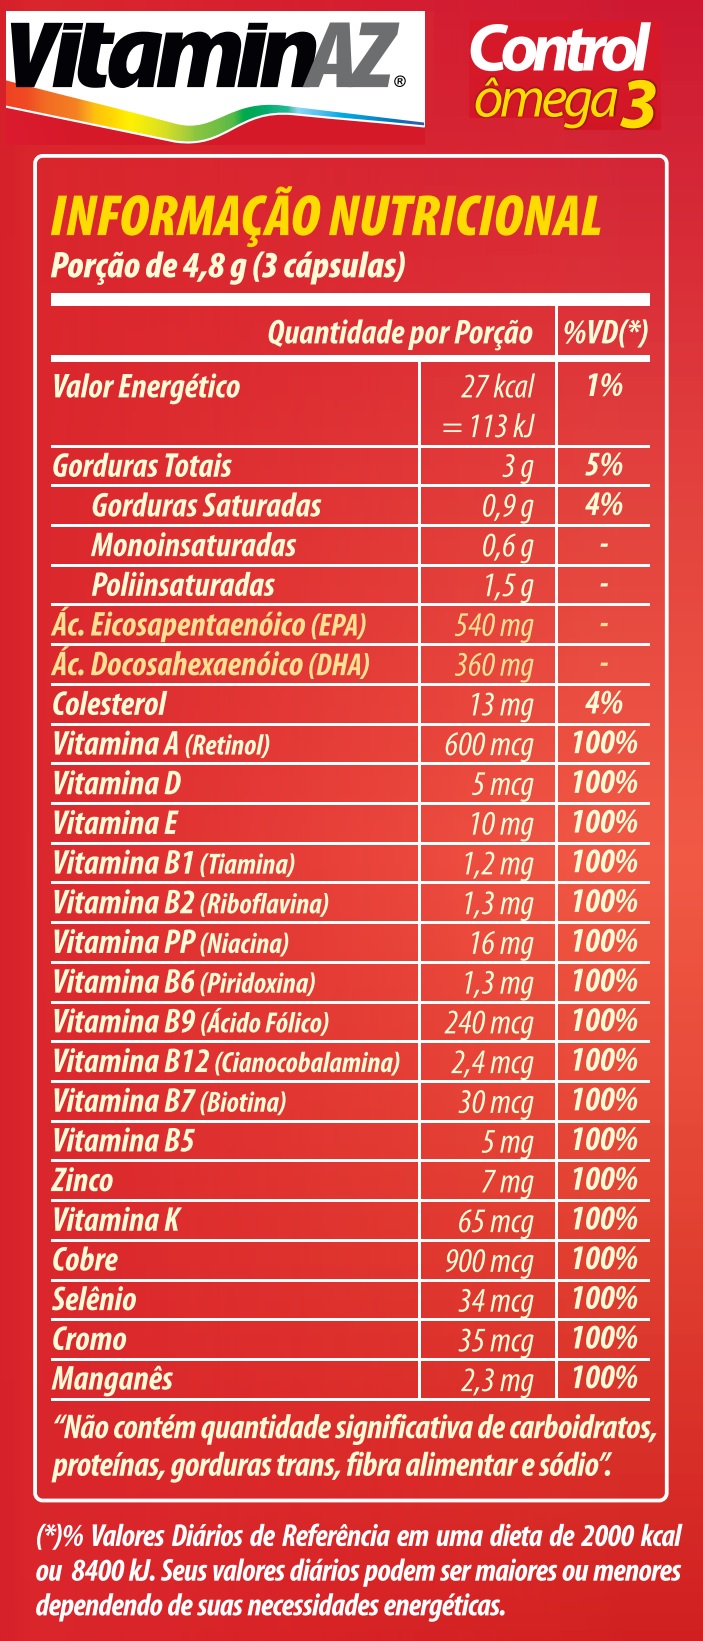 VitaminAZ®
Control
ômega3
INFORMAÇÃO NUTRICIONAL
Porção de 4,8 g (3 cápsulas)
Quantidade por Porção %VD(*)
Valor Energético 27 kcal 1%
= 113 kJ
Gorduras Totais 3 g 5%
Gorduras Saturadas 0,9 g 4%
Monoinsaturadas 0,6 g -
Poliinsaturadas 1,5 g -
Ác. Eicosapentaenóico (EPA) 540 mg -
Ác. Docosahexaenóico (DHA) 360 mg -
Colesterol 13 mg 4%
Vitamina A (Retinol) 600 mcg 100%
Vitamina D 5 mcg 100%
Vitamina E 10 mg 100%
Vitamina B1 (Tiamina) 1,2 mg 100%
Vitamina B2 (Riboflavina) 1,3 mg 100%
Vitamina PP (Niacina) 16 mg 100%
Vitamina B6 (Piridoxina) 1,3 mg 100%
Vitamina B9 (Ácido Fólico) 240 mcg 100%
Vitamina B12 (Cianocobalamina) 2,4 mcg 100%
Vitamina B7 (Biotina) 30 mcg 100%
Vitamina B5 5 mg 100%
Zinco 7 mg 100%
Vitamina K 65 mcg 100%
Cobre 900 mcg 100%
Selênio 34 mcg 100%
Cromo 35 mcg 100%
Manganês 2,3 mg 100%
“Não contém quantidade significativa de carboidratos,
proteínas, gorduras trans, fibra alimentar e sódio”.
(*)% Valores Diários de Referência em uma dieta de 2000 kcal
ou 8400 kJ. Seus valores diários podem ser maiores ou menores
dependendo de suas necessidades energéticas.